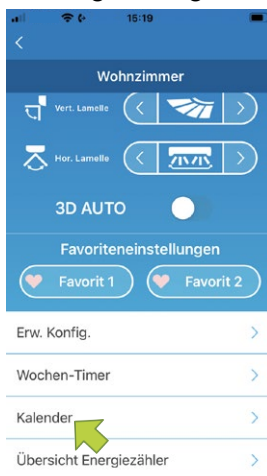 15:19
Wohnzimmer
Vert. Lamelle
Hor. Lamelle
3D AUTO
Favoriteneinstellungen
Favorit 1 Favorit 2
Erw. Konfig.
Wochen-Timer
Kalender
Übersicht Energiezähler